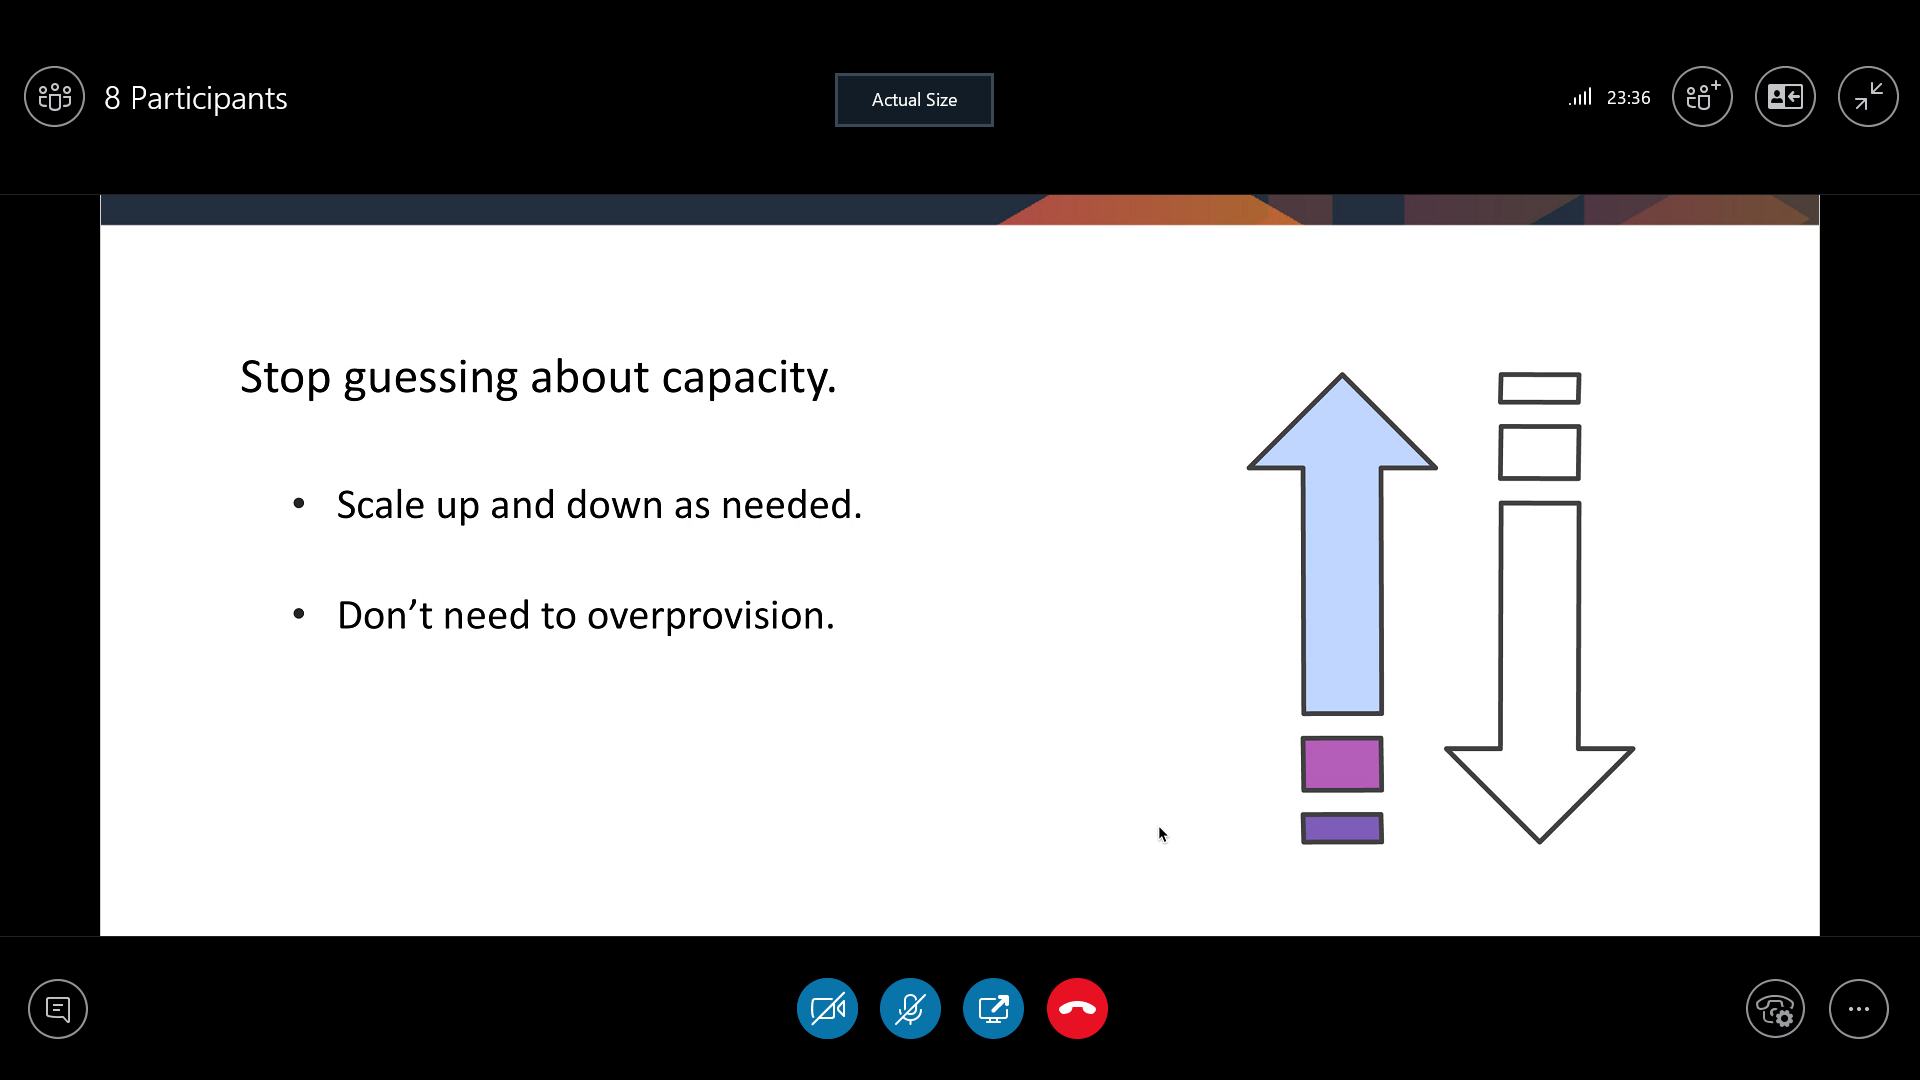 8 Participants
Actual Size
23:36
Stop guessing about capacity.
• Scale up and down as needed.
• Don’t need to overprovision.